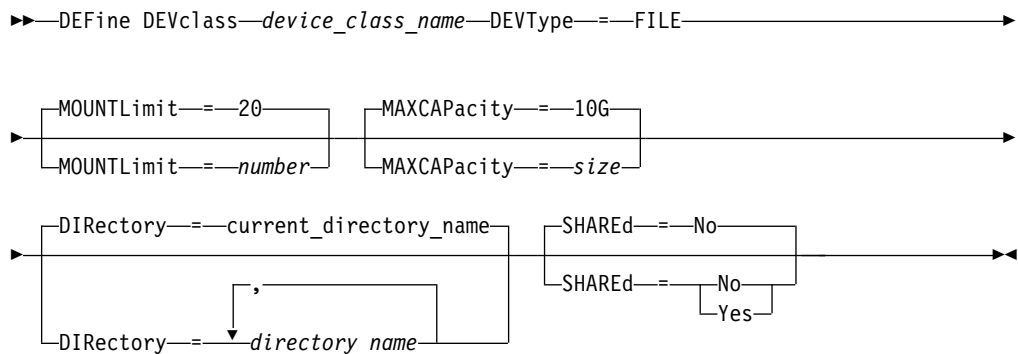 DEFine DEVclass device_class_name DEVType = FILE
MOUNTLimit = 20 MAXCAPacity = 10G
MOUNTLimit = number MAXCAPacity = size
DIRectory = current_directory_name SHAREd = No
SHAREd = No
Yes
,
DIRectory = directory name